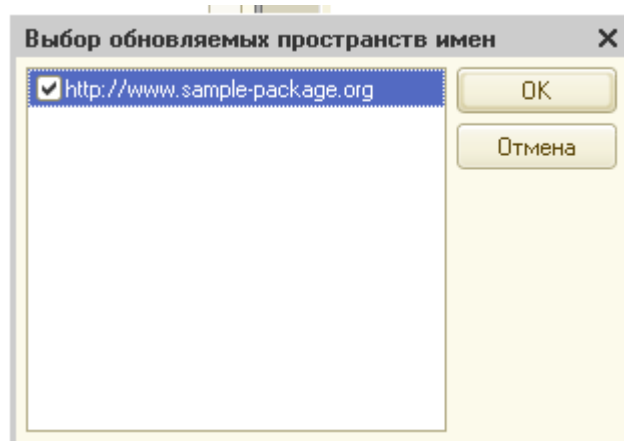 Выбор обновляемых пространств имен
http://www.sample-package.org
OK
Отмена